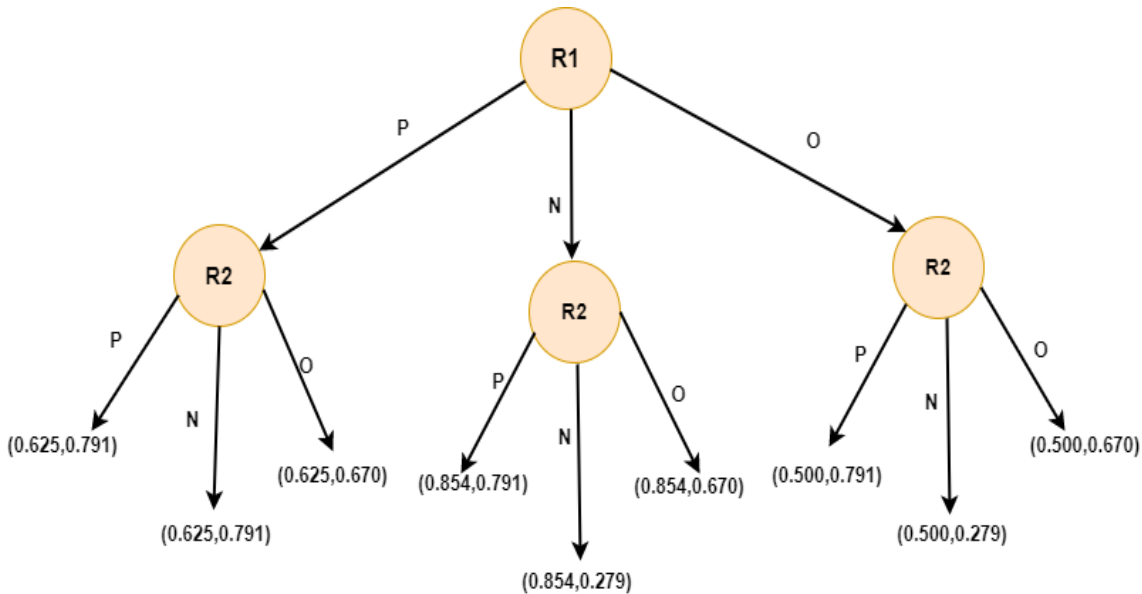 R1
P
N
O
R2
R2
R2
P
N
O
P
N
O
P
N
O
(0.625,0.791)
(0.625,0.791)
(0.625,0.670)
(0.854,0.791)
(0.854,0.279)
(0.854,0.670)
(0.500,0.791)
(0.500,0.279)
(0.500,0.670)